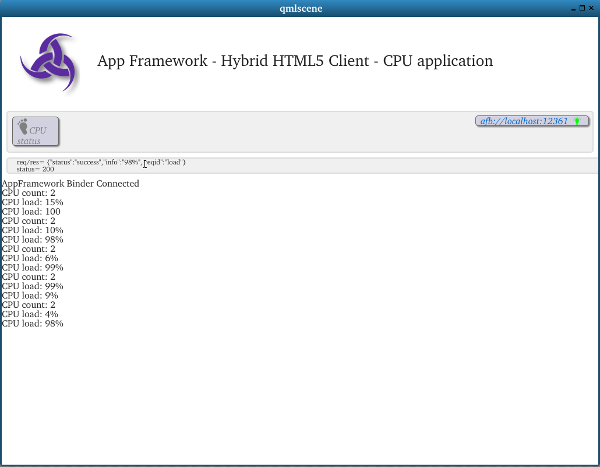 qmlscene
App Framework - Hybrid HTML5 Client - CPU application
CPU
status
afb://localhost:12361
req/res= {"status":"success","info":"98%","reqid":"load"}
status= 200
AppFramework Binder Connected
CPU count: 2
CPU load: 15%
CPU load: 100
CPU count: 2
CPU load: 10%
CPU load: 98%
CPU count: 2
CPU load: 6%
CPU load: 99%
CPU count: 2
CPU load: 99%
CPU load: 9%
CPU count: 2
CPU load: 4%
CPU load: 98%